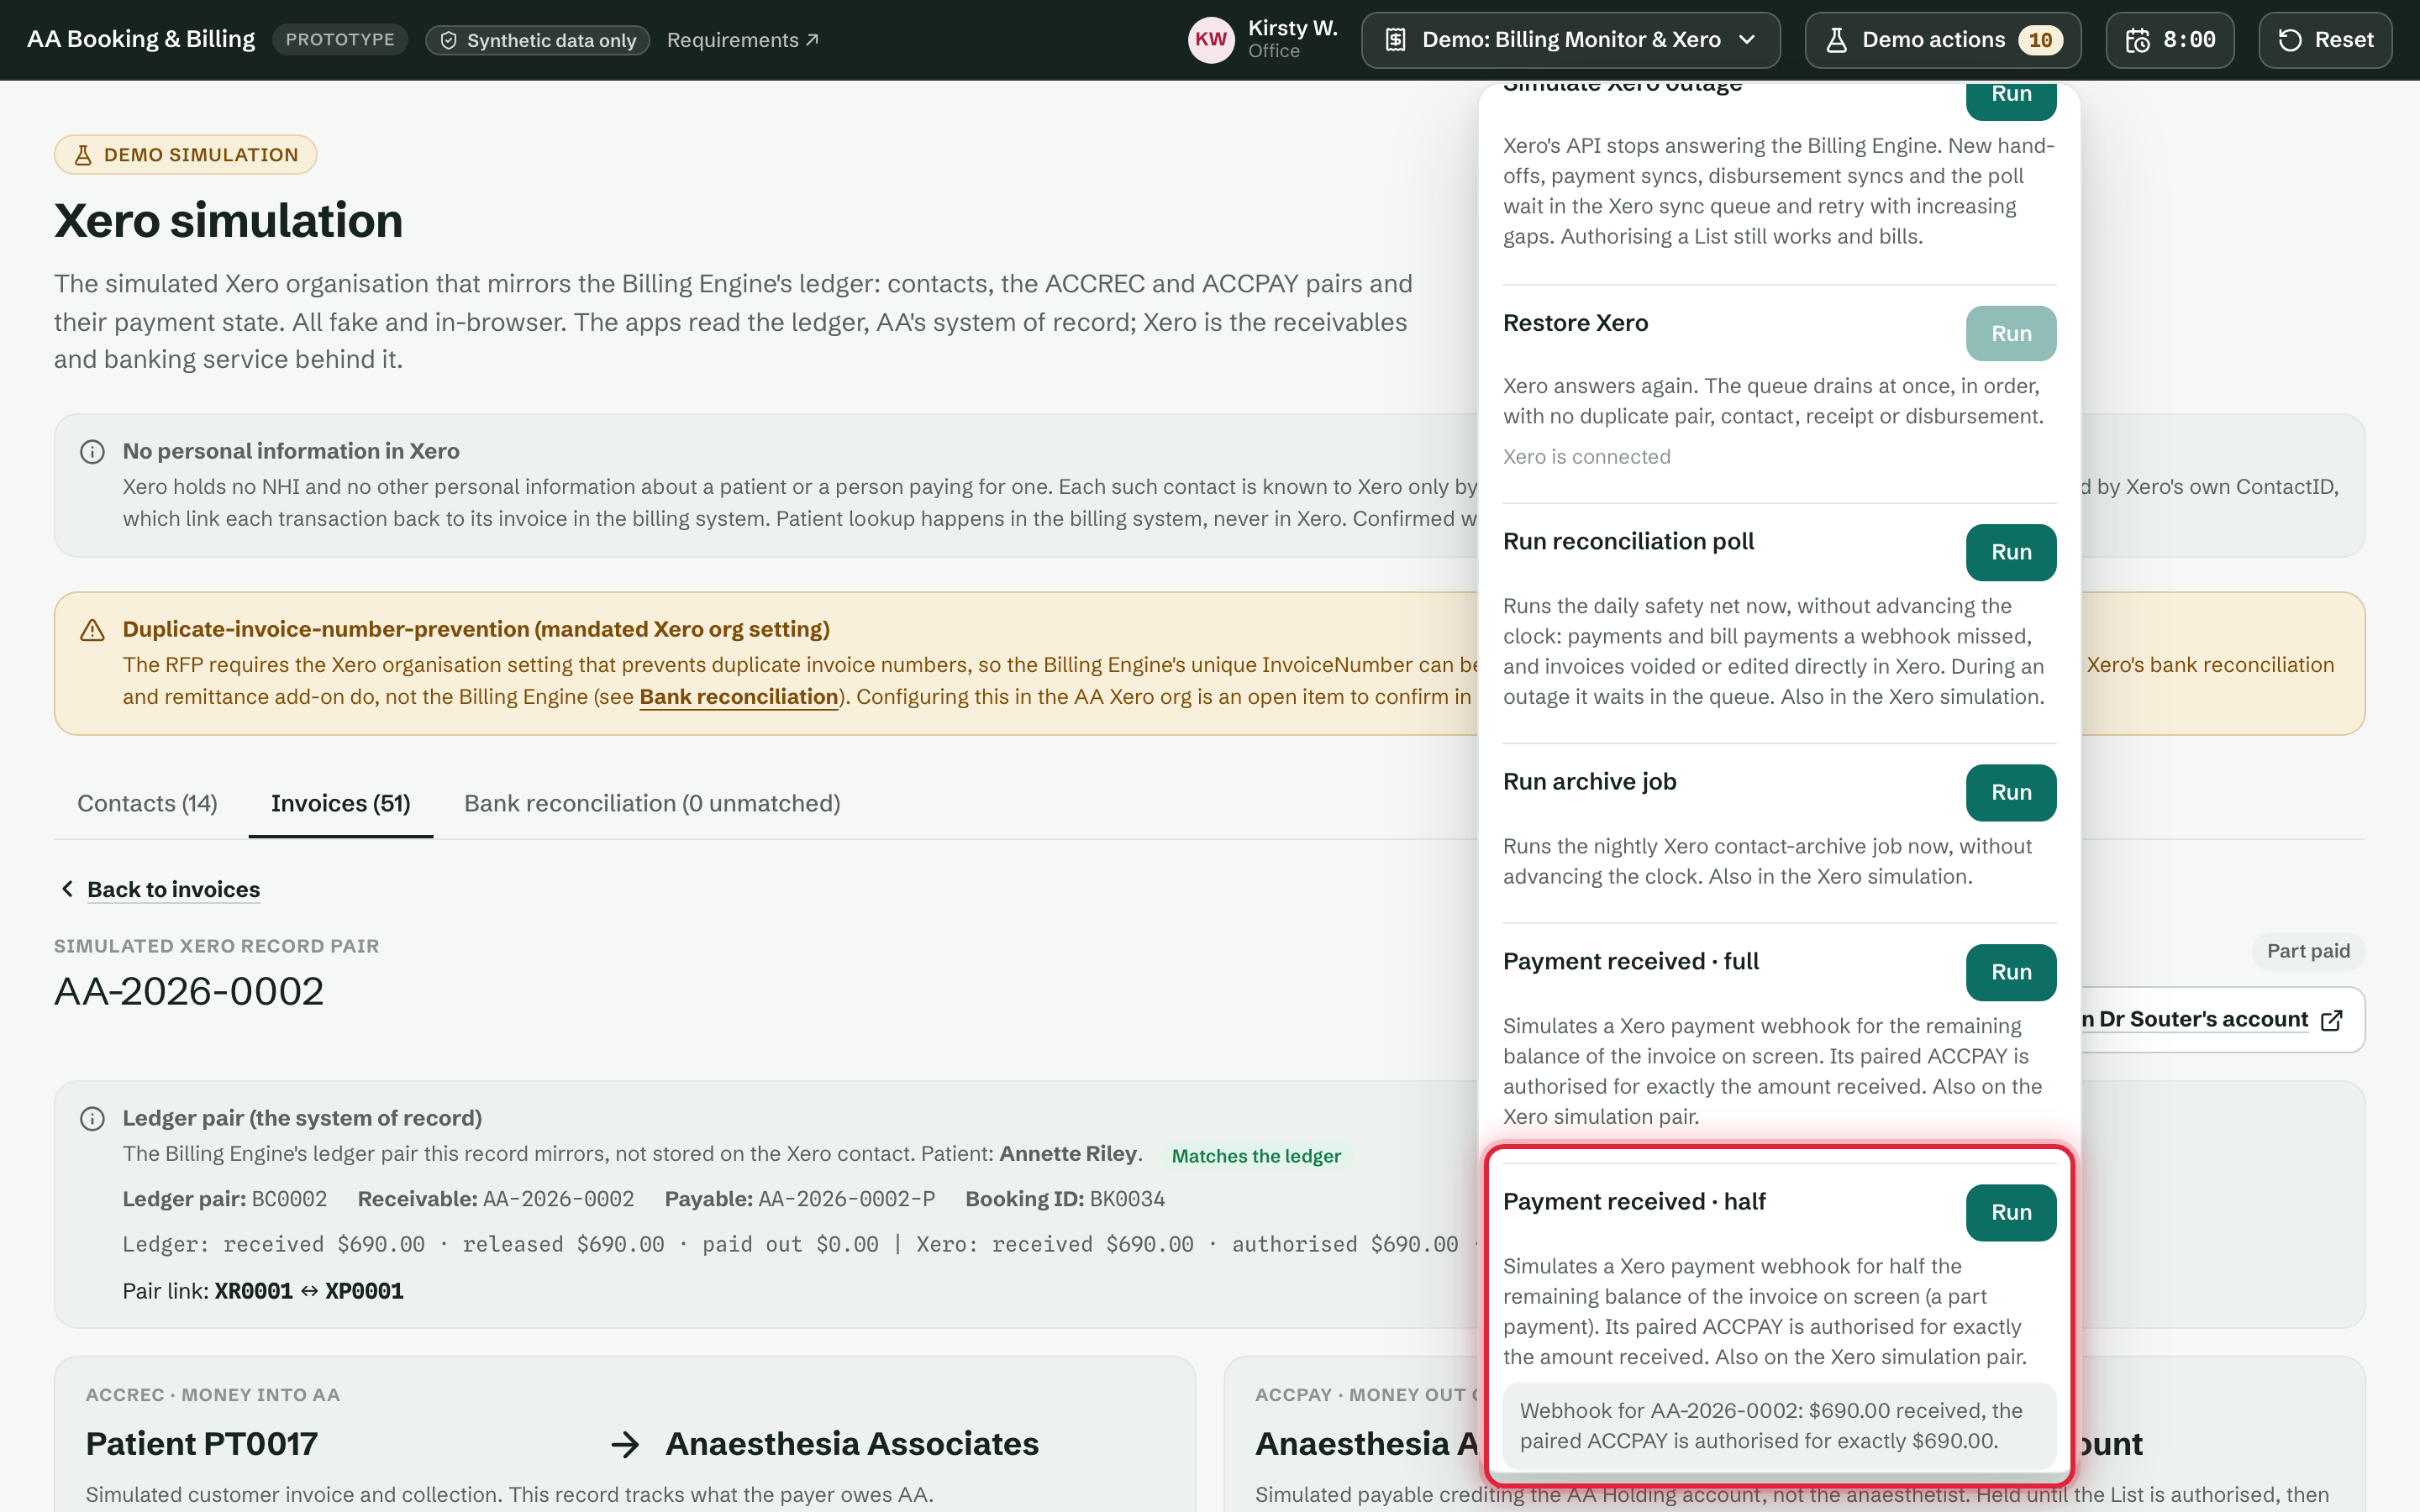 AA Booking & Billing
PROTOTYPE
Synthetic data only
Requirements
KW
Kirsty W.
Office
Demo: Billing Monitor & Xero
Demo actions 10
8:00
Reset
DEMO SIMULATION
Xero simulation
The simulated Xero organisation that mirrors the Billing Engine's ledger: contacts, the ACCREC and ACCPAY pairs and
their payment state. All fake and in-browser. The apps read the ledger, AA's system of record; Xero is the receivables
and banking service behind it.
No personal information in Xero
Xero holds no NHI and no other personal information about a patient or a person paying for one. Each such contact is known to Xero only by
d by Xero's own ContactID,
which link each transaction back to its invoice in the billing system. Patient lookup happens in the billing system, never in Xero. Confirmed w
Duplicate-invoice-number-prevention (mandated Xero org setting)
The RFP requires the Xero organisation setting that prevents duplicate invoice numbers, so the Billing Engine's unique InvoiceNumber can be
Xero's bank reconciliation
and remittance add-on do, not the Billing Engine (see Bank reconciliation). Configuring this in the AA Xero org is an open item to confirm in
Contacts (14)
Invoices (51)
Bank reconciliation (0 unmatched)
Back to invoices
SIMULATED XERO RECORD PAIR
AA-2026-0002
Part paid
n Dr Souter's account
Ledger pair (the system of record)
The Billing Engine's ledger pair this record mirrors, not stored on the Xero contact. Patient: Annette Riley. Matches the ledger
Ledger pair: BC0002 Receivable: AA-2026-0002 Payable: AA-2026-0002-P Booking ID: BK0034
Ledger: received $690.00 · released $690.00 · paid out $0.00 | Xero: received $690.00 · authorised $690.00 ·
Pair link: XR0001 ↔ XP0001
ACCREC · MONEY INTO AA
Patient PT0017 → Anaesthesia Associates
Simulated customer invoice and collection. This record tracks what the payer owes AA.
ACCPAY · MONEY OUT
Anaesthesia A
ount
Simulated payable crediting the AA Holding account, not the anaesthetist. Held until the List is authorised, then
Simulate Xero outage
Run
Xero's API stops answering the Billing Engine. New hand-
offs, payment syncs, disbursement syncs and the poll
wait in the Xero sync queue and retry with increasing
gaps. Authorising a List still works and bills.
Restore Xero
Run
Xero answers again. The queue drains at once, in order,
with no duplicate pair, contact, receipt or disbursement.
Xero is connected
Run reconciliation poll
Run
Runs the daily safety net now, without advancing the
clock: payments and bill payments a webhook missed,
and invoices voided or edited directly in Xero. During an
outage it waits in the queue. Also in the Xero simulation.
Run archive job
Run
Runs the nightly Xero contact-archive job now, without
advancing the clock. Also in the Xero simulation.
Payment received · full
Run
Simulates a Xero payment webhook for the remaining
balance of the invoice on screen. Its paired ACCPAY is
authorised for exactly the amount received. Also on the
Xero simulation pair.
Payment received · half
Run
Simulates a Xero payment webhook for half the
remaining balance of the invoice on screen (a part
payment). Its paired ACCPAY is authorised for exactly
the amount received. Also on the Xero simulation pair.
Webhook for AA-2026-0002: $690.00 received, the
paired ACCPAY is authorised for exactly $690.00.